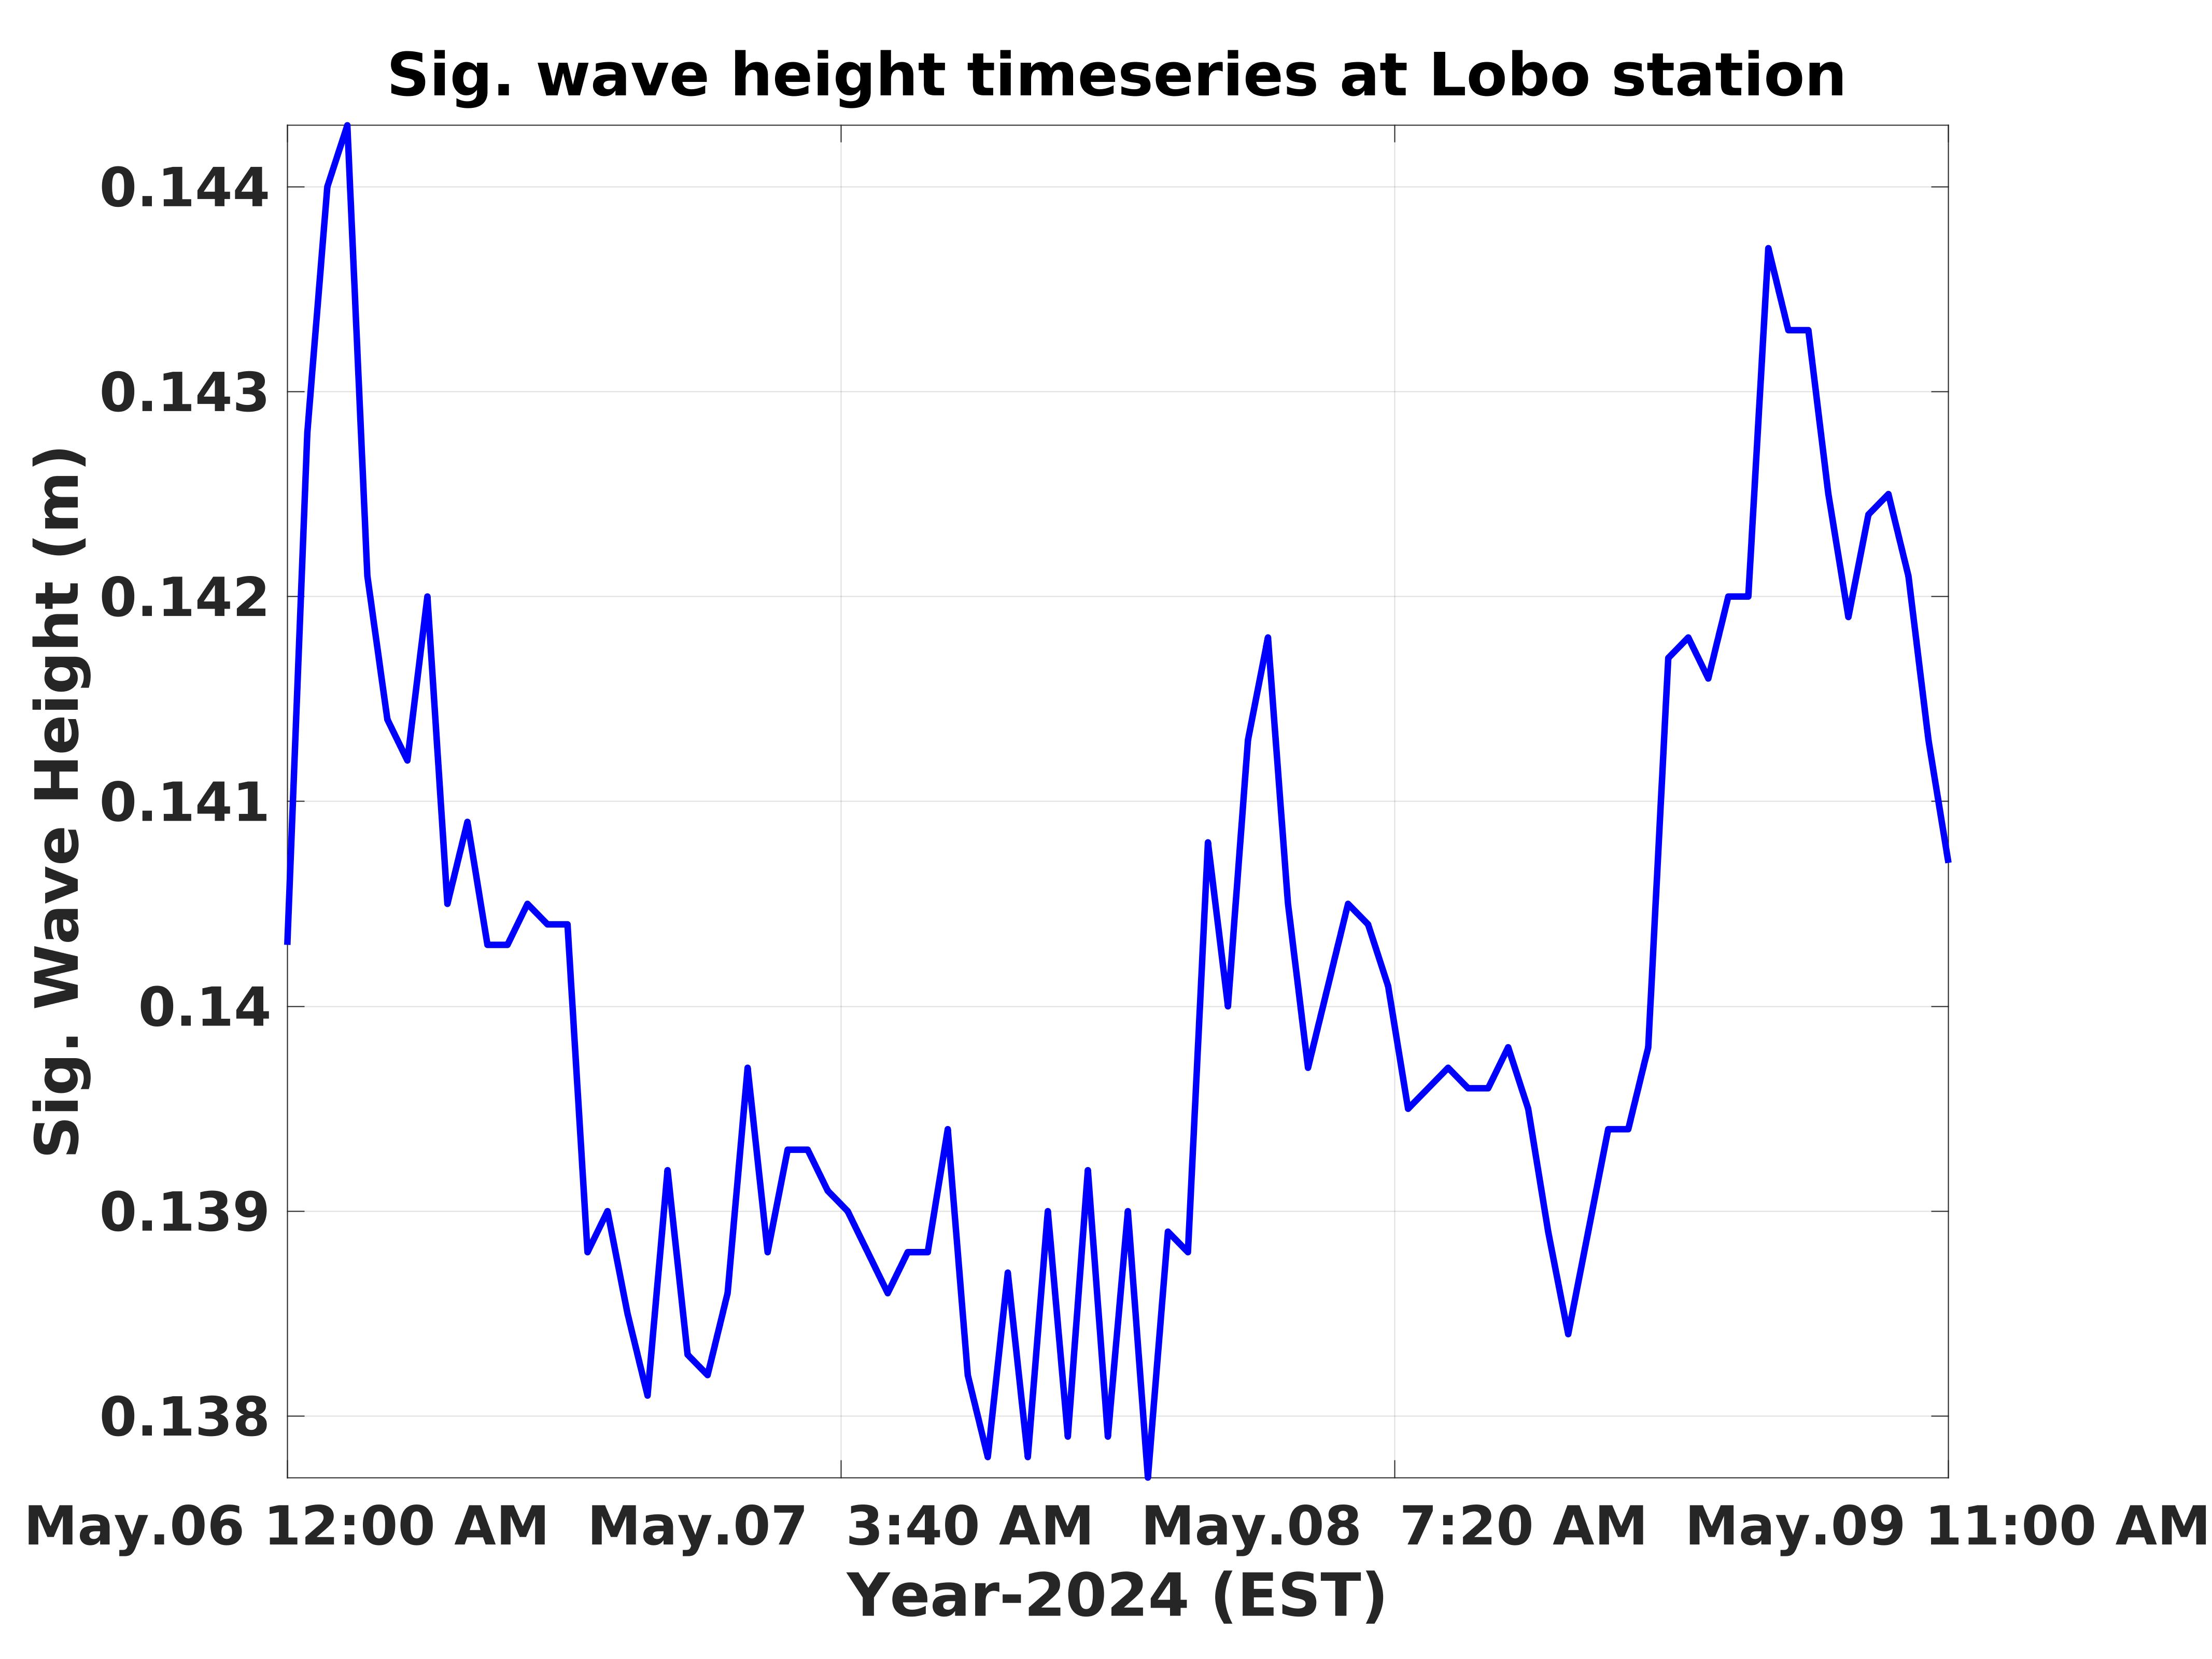 Sig. wave height timeseries at Lobo station
Sig. Wave Height (m)
0.144
0.143
0.142
0.141
0.14
0.139
0.138
May.06 12:00 AM May.07 3:40 AM May.08 7:20 AM May.09 11:00 AM
Year-2024 (EST)